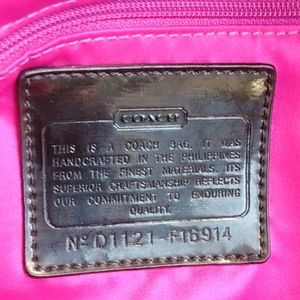 COACH
THIS IS A COACH BAG. IT WAS
HANDCRAFTED IN THE PHILIPPINES
FROM THE FINEST MATERIALS. ITS
SUPERIOR CRAFTSMANSHIP REFLECTS
OUR COMMITMENT TO ENDURING
QUALITY.
Nº D1121-F16914